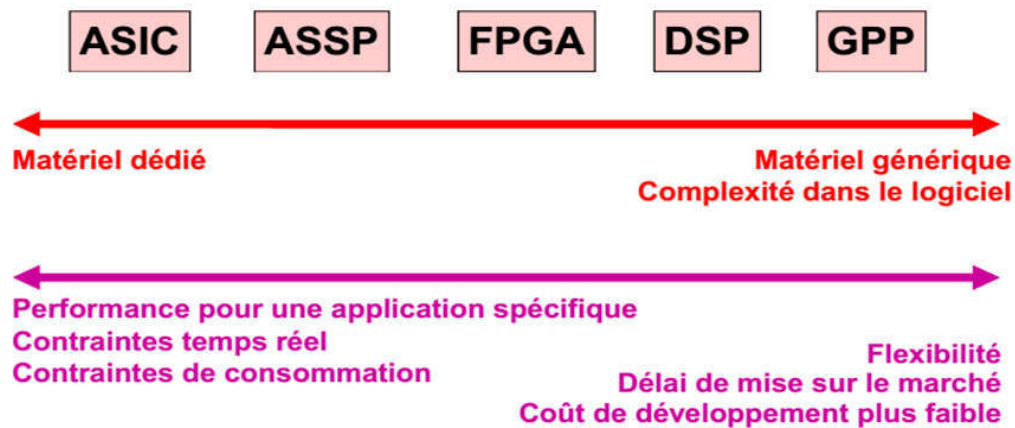 ASIC ASSP FPGA DSP GPP
Matériel dédié
Matériel générique
Complexité dans le logiciel
Performance pour une application spécifique
Contraintes temps réel
Contraintes de consommation
Flexibilité
Délai de mise sur le marché
Coût de développement plus faible